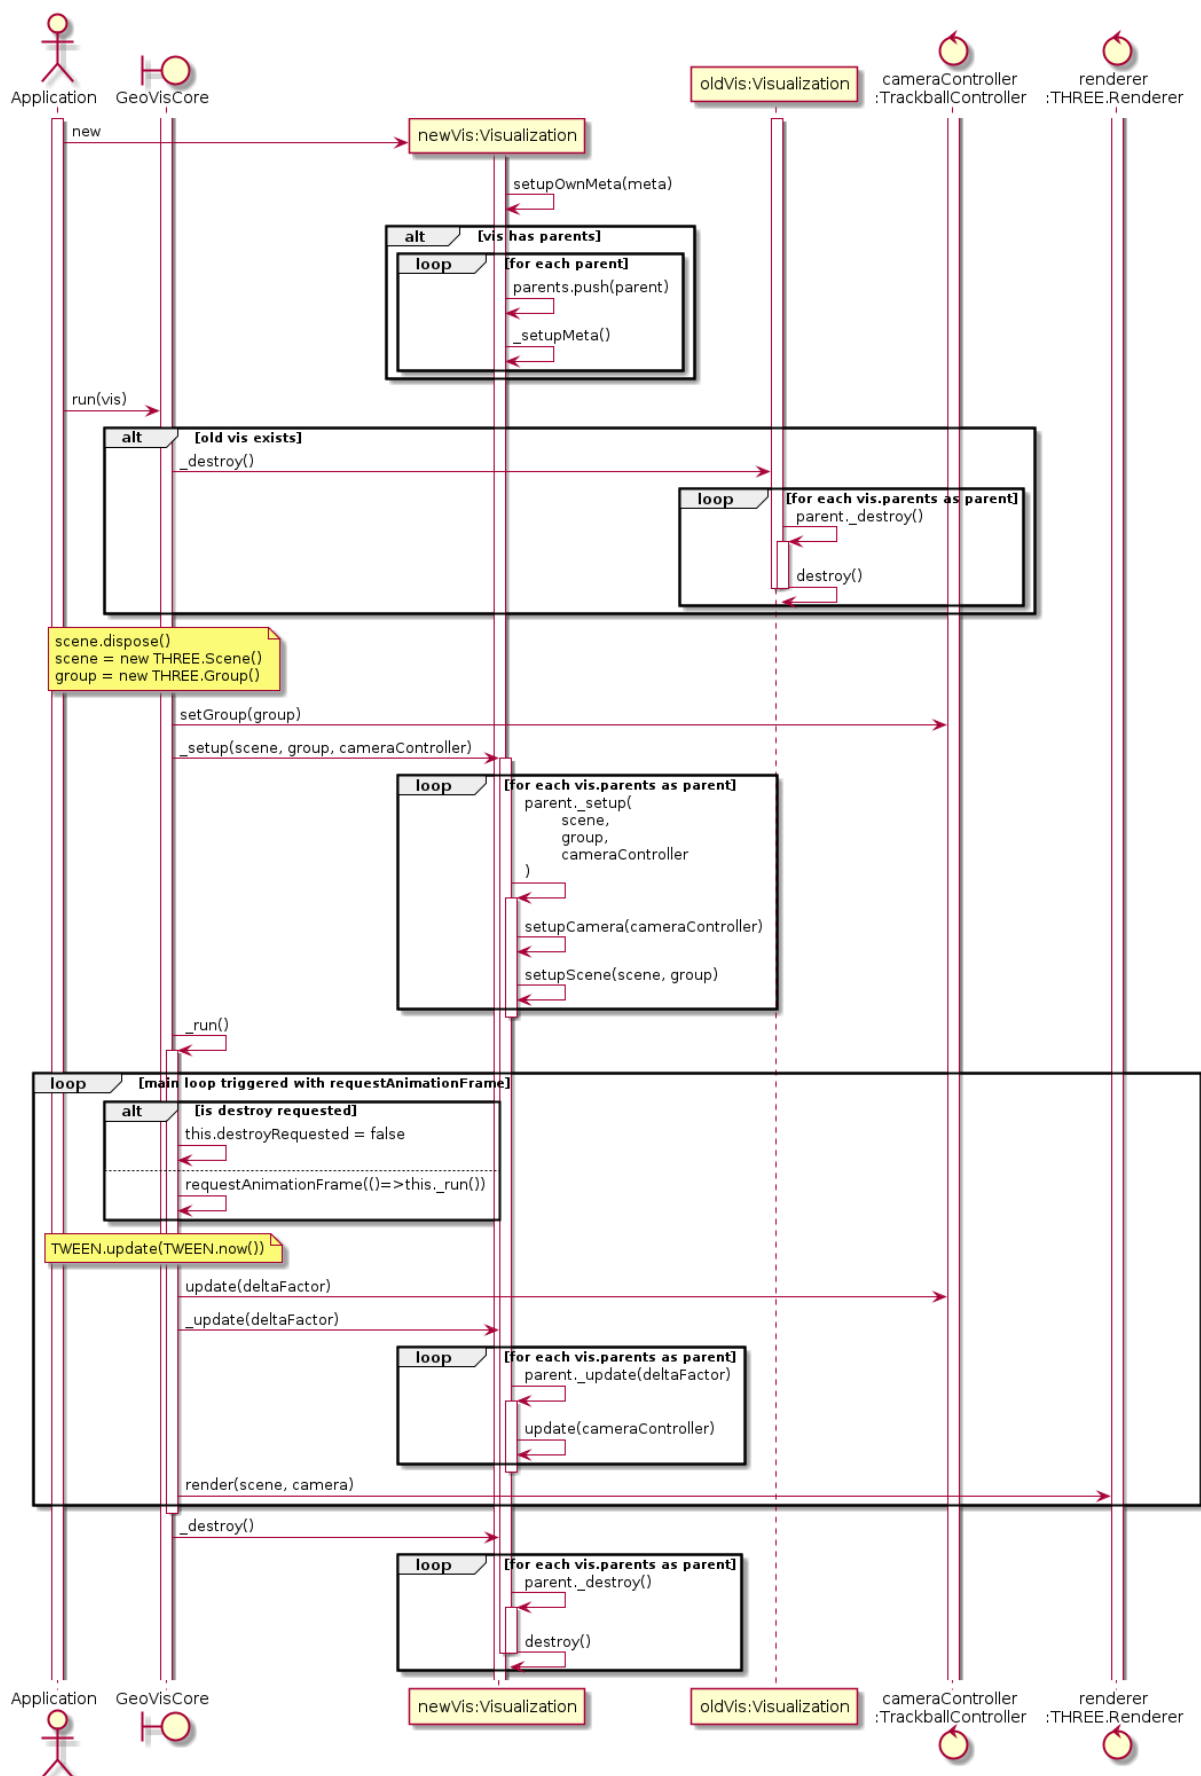 Application
GeoVisCore
oldVis:Visualization
cameraController
:TrackballController
renderer
:THREE.Renderer
new
newVis:Visualization
setupOwnMeta(meta)
alt [vis has parents]
loop [for each parent]
parents.push(parent)
_setupMeta()
run(vis)
alt [old vis exists]
_destroy()
loop [for each vis.parents as parent]
parent._destroy()
destroy()
scene.dispose()
scene = new THREE.Scene()
group = new THREE.Group()
setGroup(group)
_setup(scene, group, cameraController)
loop [for each vis.parents as parent]
parent._setup(
scene,
group,
cameraController
)
setupCamera(cameraController)
setupScene(scene, group)
_run()
loop [main loop triggered with requestAnimationFrame]
alt [is destroy requested]
this.destroyRequested = false
requestAnimationFrame(()=>this._run())
TWEEN.update(TWEEN.now())
update(deltaFactor)
_update(deltaFactor)
loop [for each vis.parents as parent]
parent._update(deltaFactor)
update(cameraController)
render(scene, camera)
_destroy()
loop [for each vis.parents as parent]
parent._destroy()
destroy()
Application
GeoVisCore
newVis:Visualization
oldVis:Visualization
cameraController
:TrackballController
renderer
:THREE.Renderer